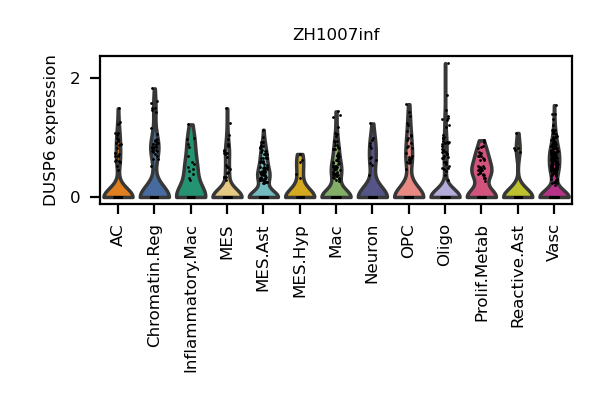 ZH1007inf
DUSP6 expression
2
0
AC
Chromatin.Reg
Inflammatory.Mac
MES
MES.Ast
MES.Hyp
Mac
Neuron
OPC
Oligo
Prolif.Metab
Reactive.Ast
Vasc